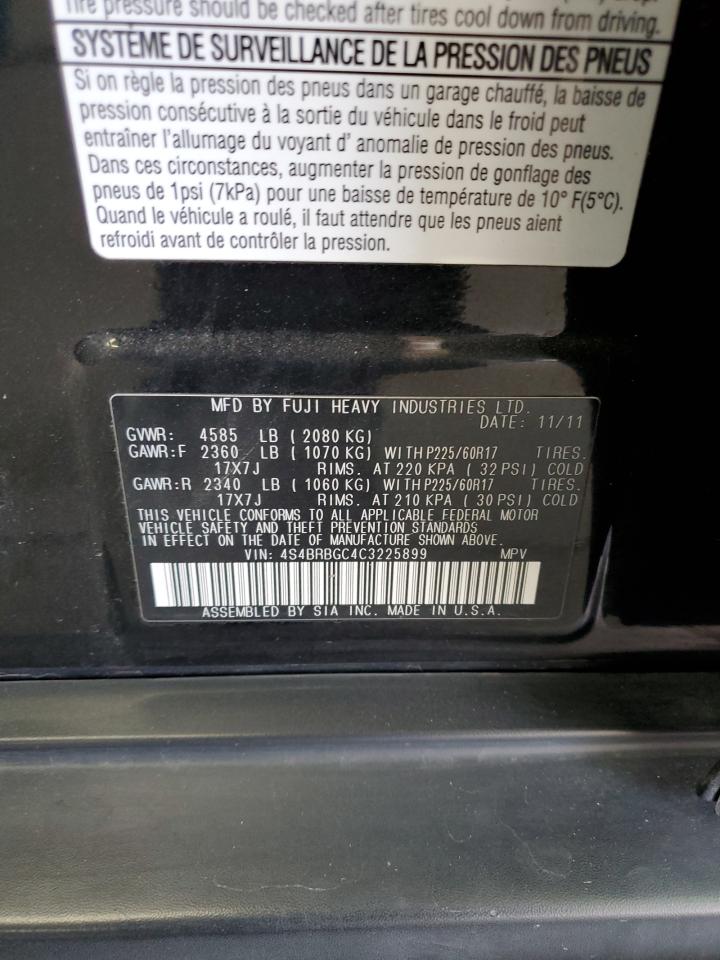 Tire pressure should be checked after tires cool down from driving.
SYSTÈME DE SURVEILLANCE DE LA PRESSION DES PNEUS
Si on règle la pression des pneus dans un garage chauffé, la baisse de
pression consécutive à la sortie du véhicule dans le froid peut
entraîner l'allumage du voyant d' anomalie de pression des pneus.
Dans ces circonstances, augmenter la pression de gonflage des
pneus de 1psi (7kPa) pour une baisse de température de 10° F(5°C).
Quand le véhicule a roulé, il faut attendre que les pneus aient
refroidi avant de contrôler la pression.
MFD BY FUJI HEAVY INDUSTRIES LTD.
DATE: 11/11
GVWR: 4585 LB ( 2080 KG)
GAWR:F 2360 LB ( 1070 KG) WITH P225/60R17 TIRES.
17X7J RIMS. AT 220 KPA ( 32 PSI) COLD
GAWR:R 2340 LB ( 1060 KG) WITH P225/60R17 TIRES.
17X7J RIMS. AT 210 KPA ( 30 PSI) COLD
THIS VEHICLE CONFORMS TO ALL APPLICABLE FEDERAL MOTOR
VEHICLE SAFETY AND THEFT PREVENTION STANDARDS
IN EFFECT ON THE DATE OF MANUFACTURE SHOWN ABOVE.
VIN: 4S4BRBGC4C3225899 MPV
ASSEMBLED BY SIA INC. MADE IN U.S.A.